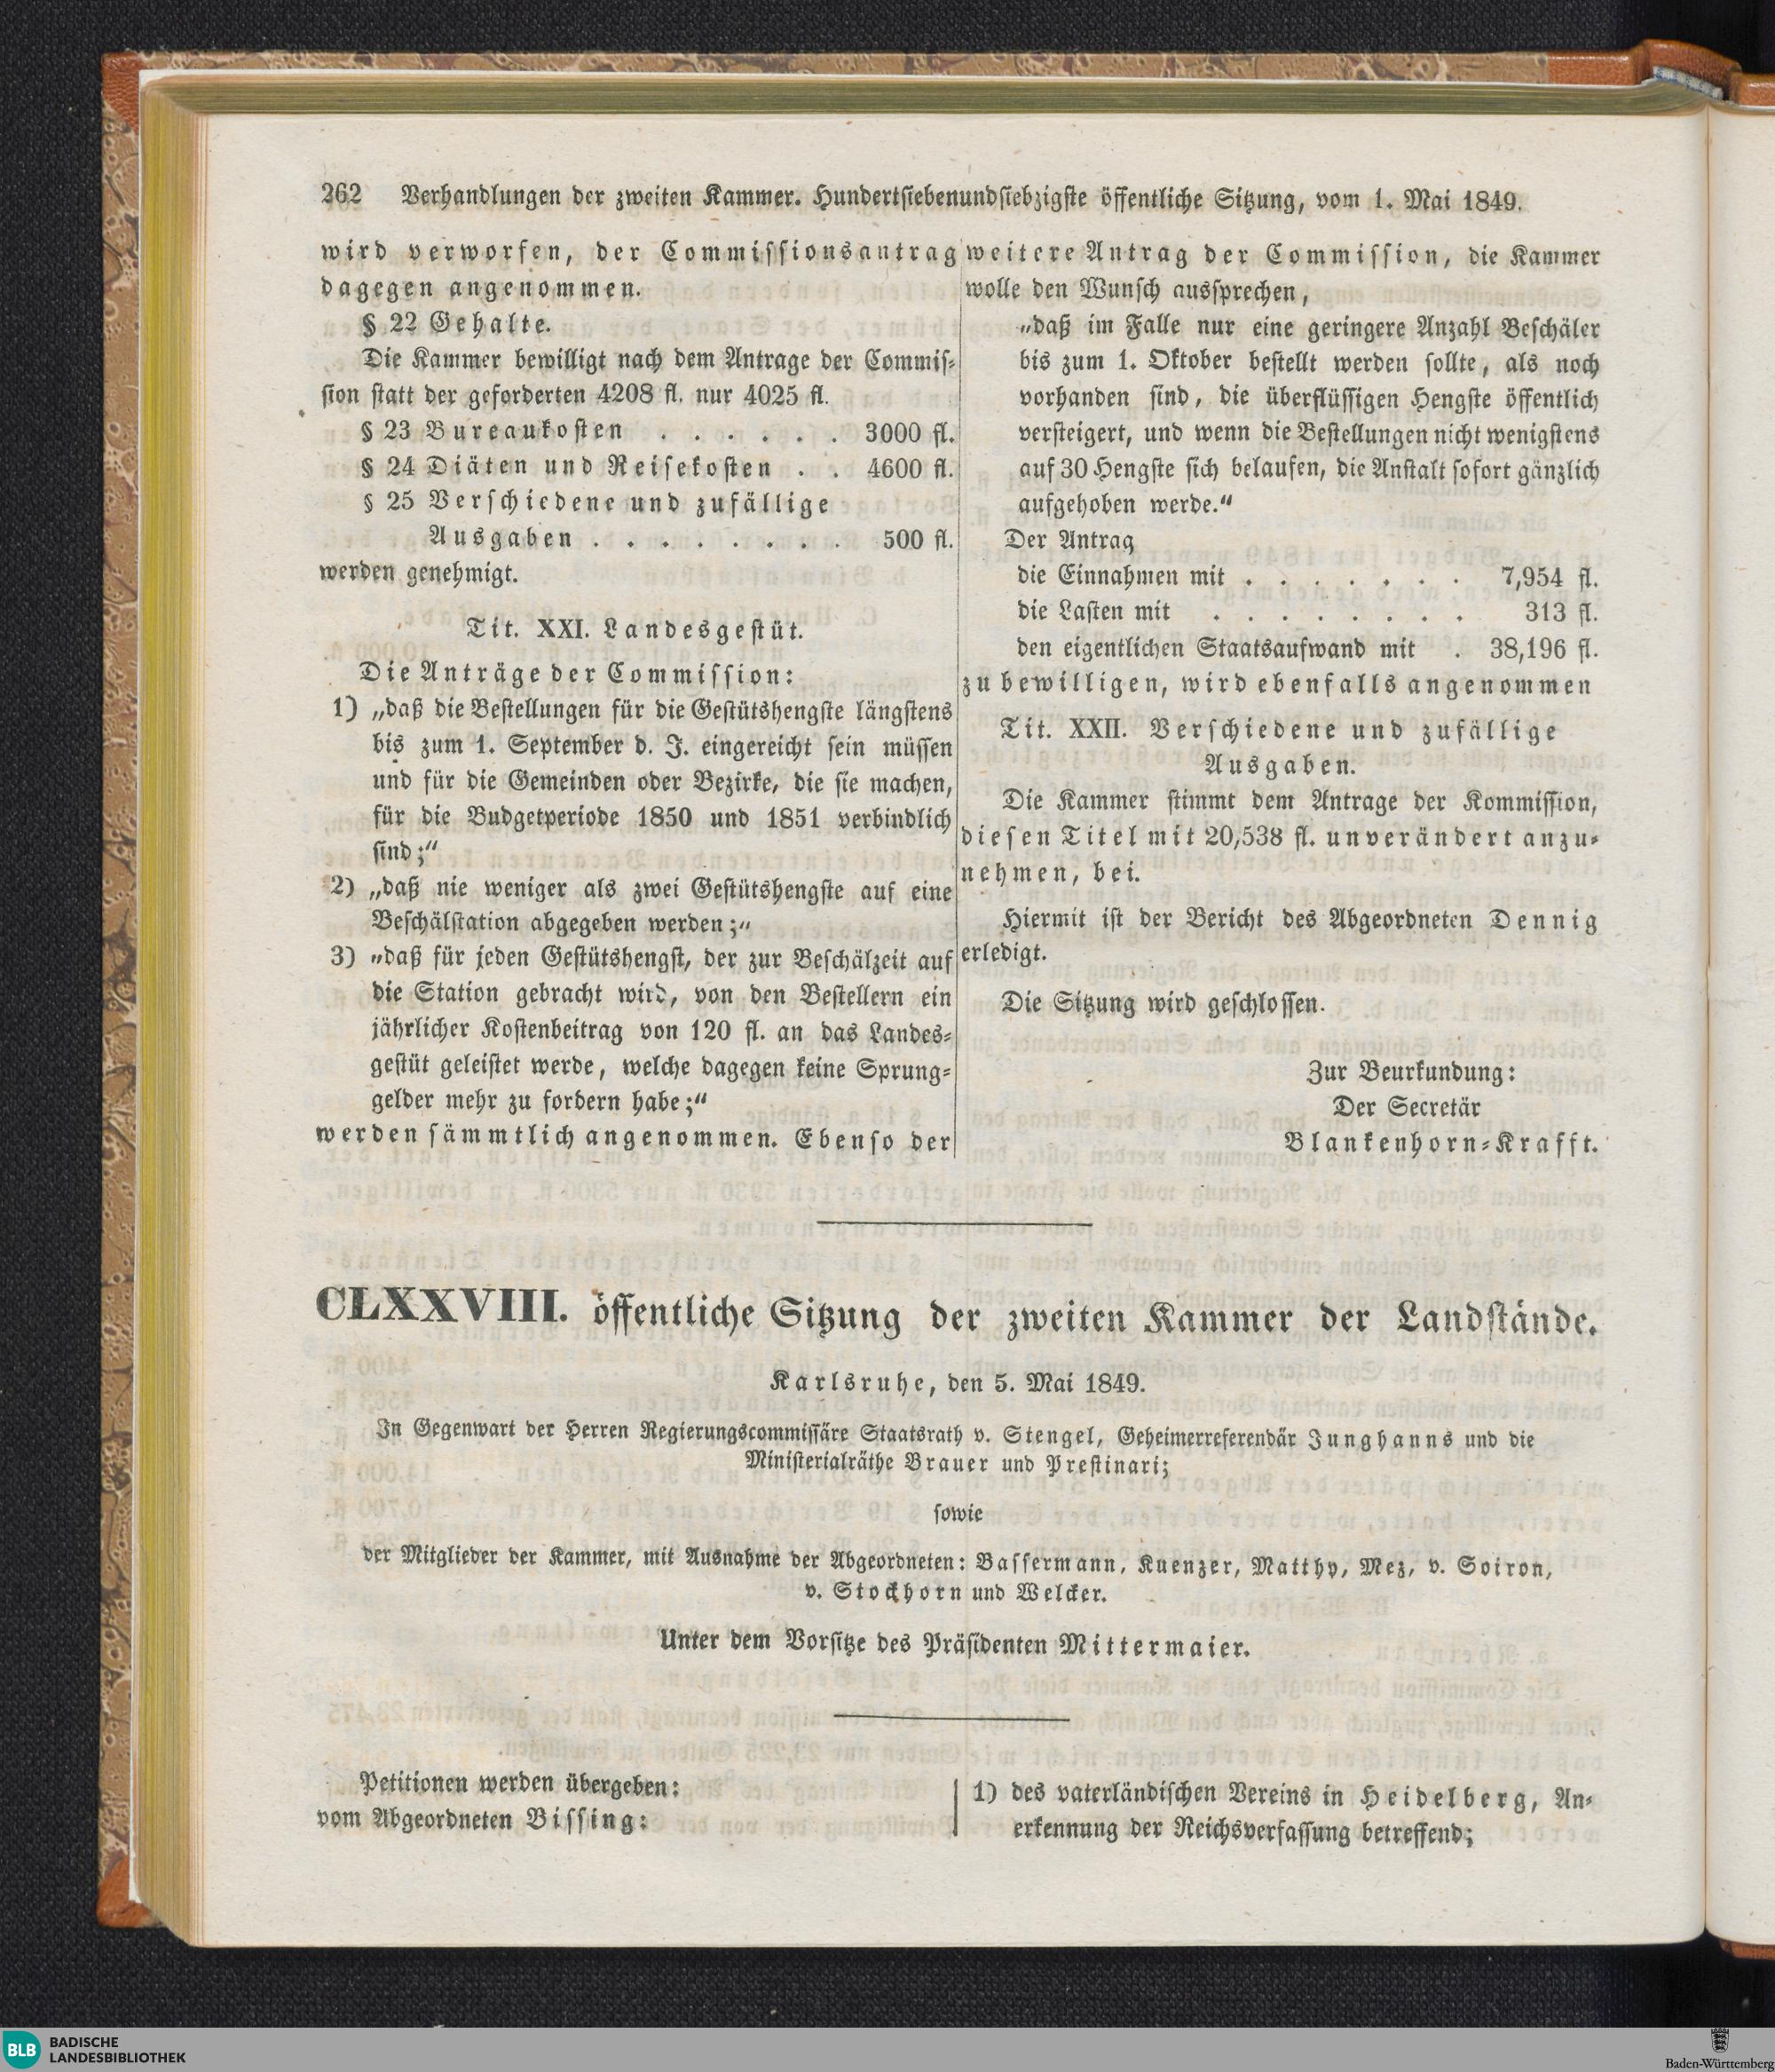 262 Verhandlungen der zweiten Kammer. Hundertsiebenundsiebzigste öffentliche Sitzung, vom 1. Mai 1849.
wird verworfen, der Commissionsantrag
dagegen angenommen.
§ 22 Gehalte.
Die Kammer bewilligt nach dem Antrage der Commis-
sion statt der geforderten 4208 fl. nur 4025 fl.
§ 23 Bureaukosten . . . . . . 3000 fl.
§ 24 Diäten und Reisekosten . . 4600 fl.
§ 25 Verschiedene und zufällige
Ausgaben . . . . . . . . 500 fl.
werden genehmigt.
Tit. XXI. Landesgestüt.
Die Anträge der Commission:
1) „daß die Bestellungen für die Gestütshengste längstens
bis zum 1. September d. J. eingereicht sein müssen
und für die Gemeinden oder Bezirke, die sie machen,
für die Budgetperiode 1850 und 1851 verbindlich
sind;“
2) „daß nie weniger als zwei Gestütshengste auf eine
Beschälstation abgegeben werden;“
3) „daß für jeden Gestütshengst, der zur Beschälzeit auf
die Station gebracht wird, von den Bestellern ein
jährlicher Kostenbeitrag von 120 fl. an das Landes-
gestüt geleistet werde, welche dagegen keine Sprung-
gelder mehr zu fordern habe;“
werden sämmtlich angenommen. Ebenso der
weitere Antrag der Commission, die Kammer
wolle den Wunsch aussprechen,
„daß im Falle nur eine geringere Anzahl Beschäler
bis zum 1. Oktober bestellt werden sollte, als noch
vorhanden sind, die überflüssigen Hengste öffentlich
versteigert, und wenn die Bestellungen nicht wenigstens
auf 30 Hengste sich belaufen, die Anstalt sofort gänzlich
aufgehoben werde.“
Der Antrag
die Einnahmen mit . . . . . . . 7,954 fl.
die Lasten mit . . . . . . . . 313 fl.
den eigentlichen Staatsaufwand mit . 38,196 fl.
zu bewilligen, wird ebenfalls angenommen
Tit. XXII. Verschiedene und zufällige
Ausgaben.
Die Kammer stimmt dem Antrage der Kommission,
diesen Titel mit 20,538 fl. unverändert anzu-
nehmen, bei.
Hiermit ist der Bericht des Abgeordneten Dennig
erledigt.
Die Sitzung wird geschlossen.
Zur Beurkundung:
Der Secretär
Blankenhorn-Krafft.
CLXXVIII. öffentliche Sitzung der zweiten Kammer der Landstände.
Karlsruhe, den 5. Mai 1849.
In Gegenwart der Herren Regierungscommissäre Staatsrath v. Stengel, Geheimerreferendär Junghanns und die
Ministerialräthe Brauer und Prestinari;
sowie
der Mitglieder der Kammer, mit Ausnahme der Abgeordneten: Bassermann, Kuenzer, Matthy, Mez, v. Soiron,
v. Stockhorn und Welcker.
Unter dem Vorsitze des Präsidenten Mittermaier.
Petitionen werden übergeben:
vom Abgeordneten Bissing:
1) des vaterländischen Vereins in Heidelberg, An-
erkennung der Reichsverfassung betreffend;
BLB BADISCHE
LANDESBIBLIOTHEK
Baden-Württemberg